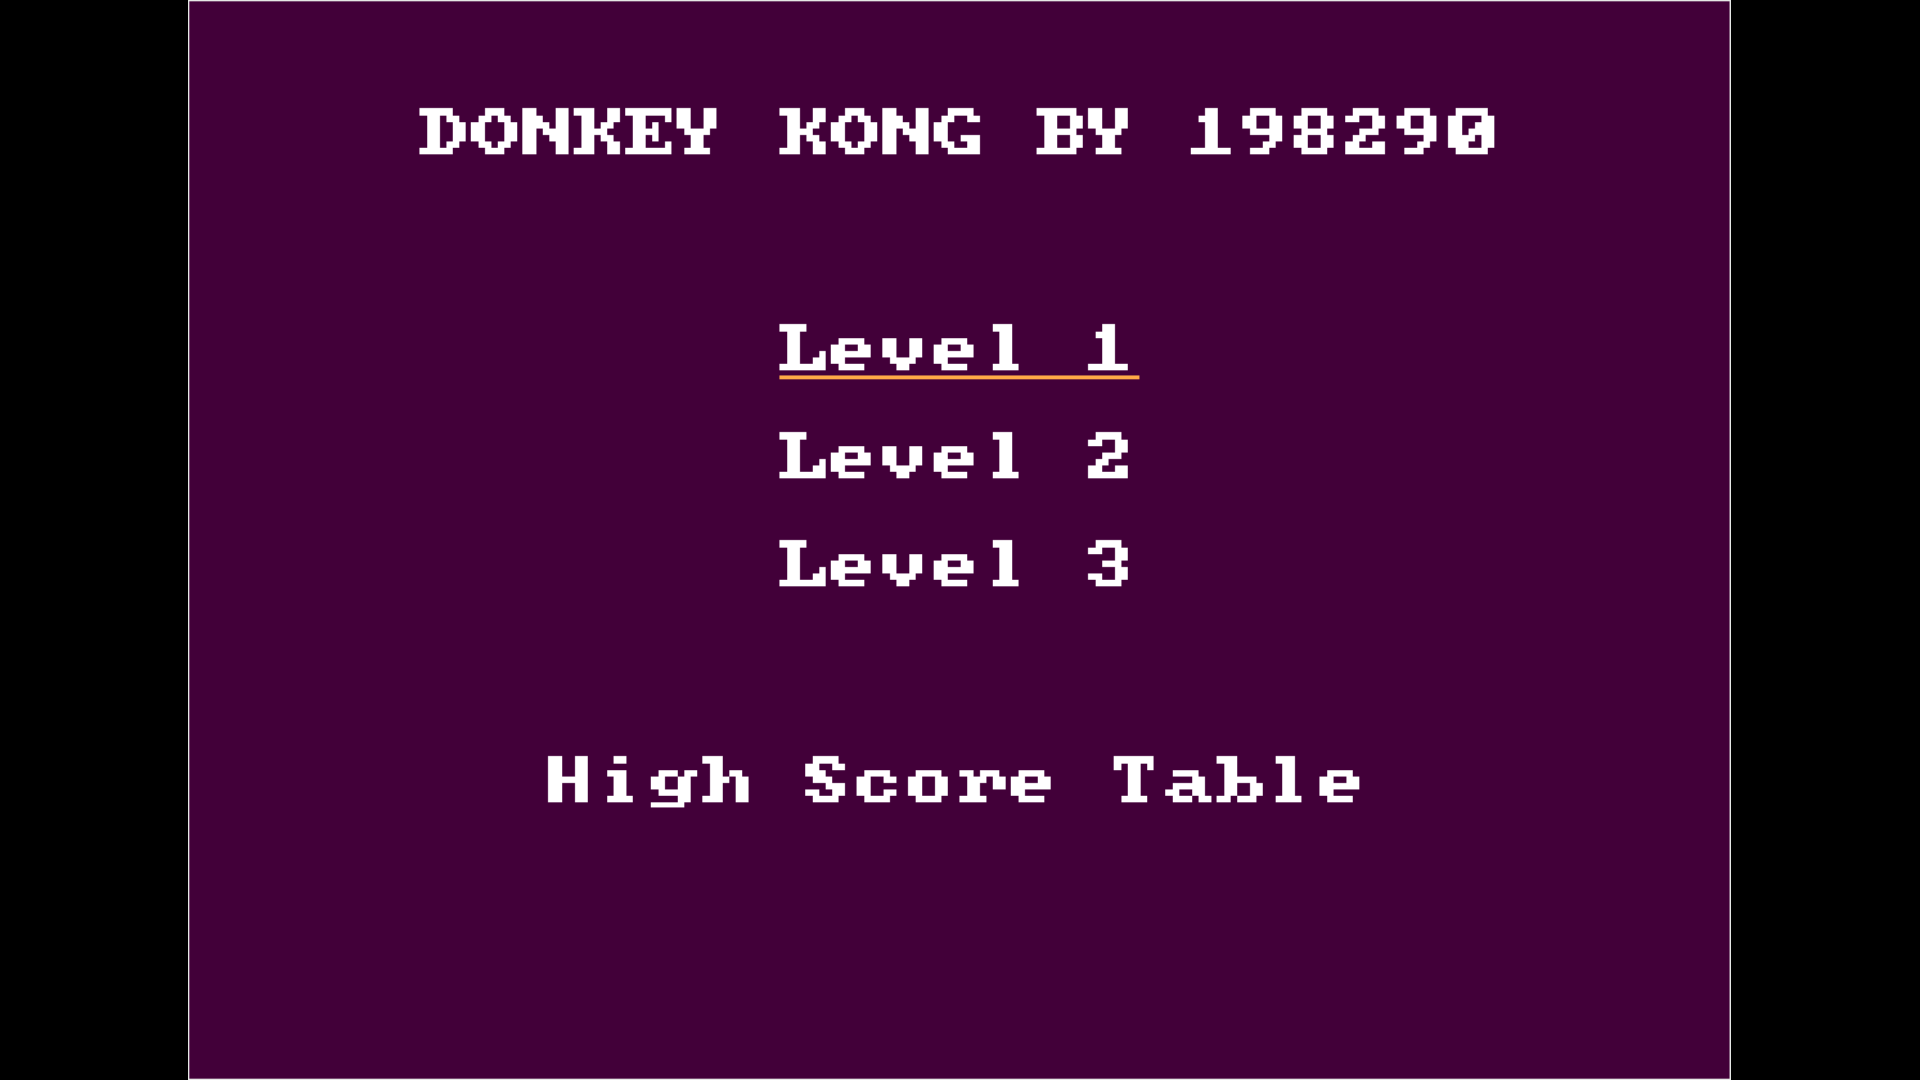 DONKEY KONG BY 198290
Level 1
Level 2
Level 3
High Score Table